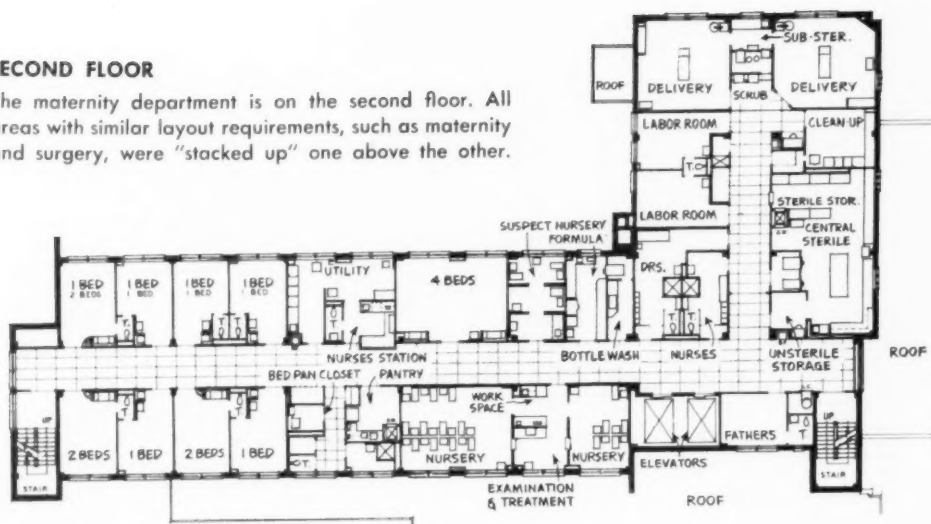 ECOND FLOOR
he maternity department is on the second floor. All
reas with similar layout requirements, such as maternity
nd surgery, were "stacked up" one above the other.
ROOF
DELIVERY
SUB-STER.
DELIVERY
SCRUB
LABOR ROOM
CLEAN-UP
LABOR ROOM
STERILE STOR.
CENTRAL
STERILE
SUSPECT NURSERY
FORMULA
1 BED
2 BEDS
1 BED
1 BED
1 BED
1 BED
1 BED
1 BED
UTILITY
4 BEDS
DRS.
T.
T
T
T
T
T
T
NURSES STATION
BOTTLE WASH
NURSES
UNSTERILE
STORAGE
ROOF
BED PAN CLOSET
PANTRY
WORK
SPACE
UP
T
T
T
2 BEDS
1 BED
2 BEDS
1 BED
NURSERY
NURSERY
FATHERS
T
UP
STAIR
STAIR
ELEVATORS
EXAMINATION
& TREATMENT
ROOF